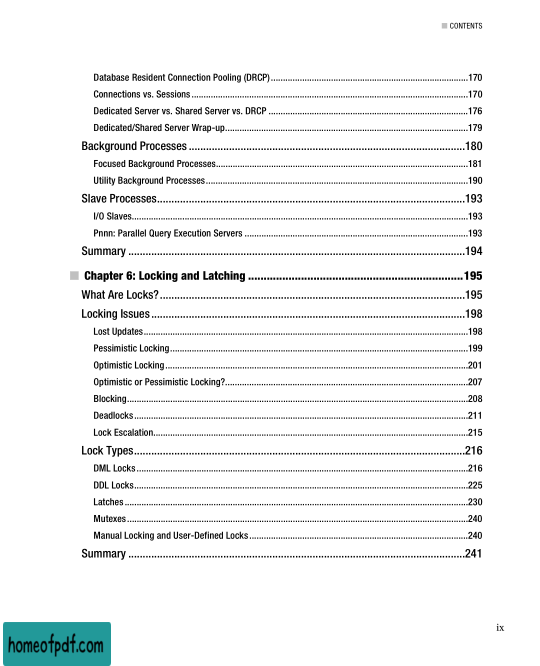 ■ CONTENTS
Database Resident Connection Pooling (DRCP)....................170
Connections vs. Sessions....................170
Dedicated Server vs. Shared Server vs. DRCP....................176
Dedicated/Shared Server Wrap-up....................179
Background Processes....................180
Focused Background Processes....................181
Utility Background Processes....................190
Slave Processes....................193
I/O Slaves....................193
Pnnn: Parallel Query Execution Servers....................193
Summary....................194
■ Chapter 6: Locking and Latching....................195
What Are Locks?....................195
Locking Issues....................198
Lost Updates....................198
Pessimistic Locking....................199
Optimistic Locking....................201
Optimistic or Pessimistic Locking?....................207
Blocking....................208
Deadlocks....................211
Lock Escalation....................215
Lock Types....................216
DML Locks....................216
DDL Locks....................225
Latches....................230
Mutexes....................240
Manual Locking and User-Defined Locks....................240
Summary....................241
ix
homeofpdf.com